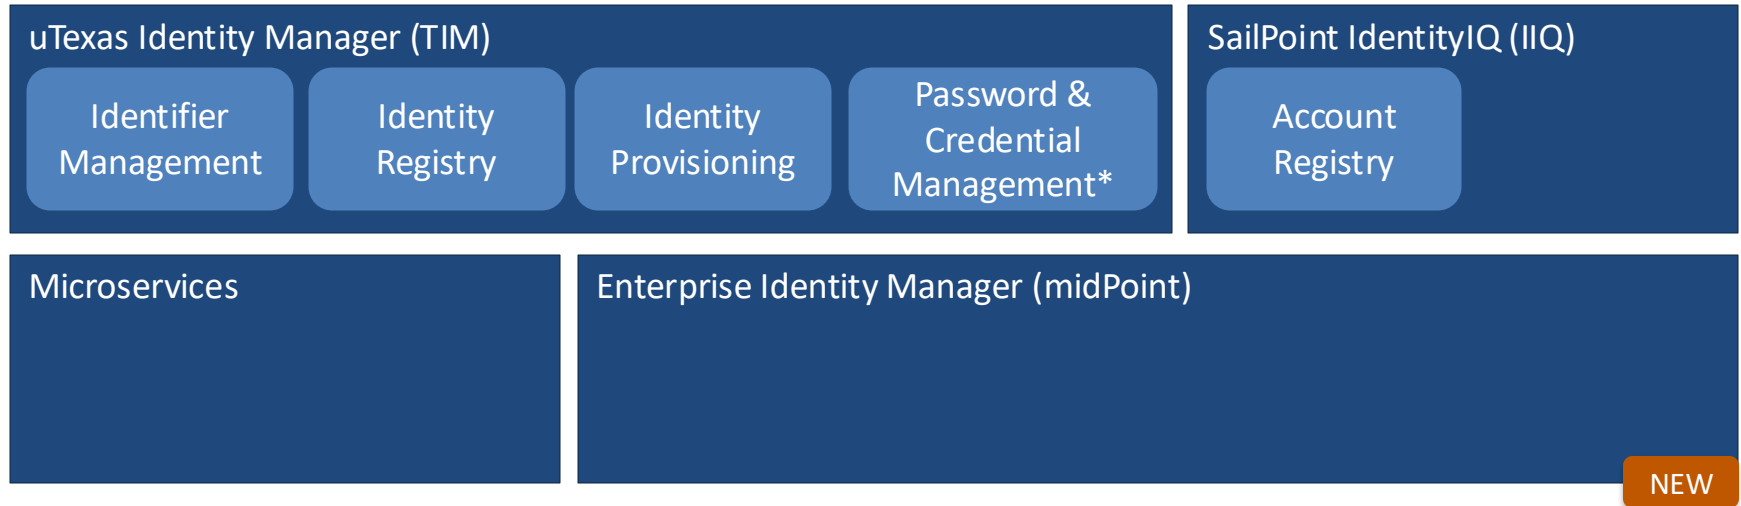 uTexas Identity Manager (TIM)
Identifier
Management
Identity
Registry
Identity
Provisioning
Password &
Credential
Management*
SailPoint IdentityIQ (IIQ)
Account
Registry
Microservices
Enterprise Identity Manager (midPoint)
NEW